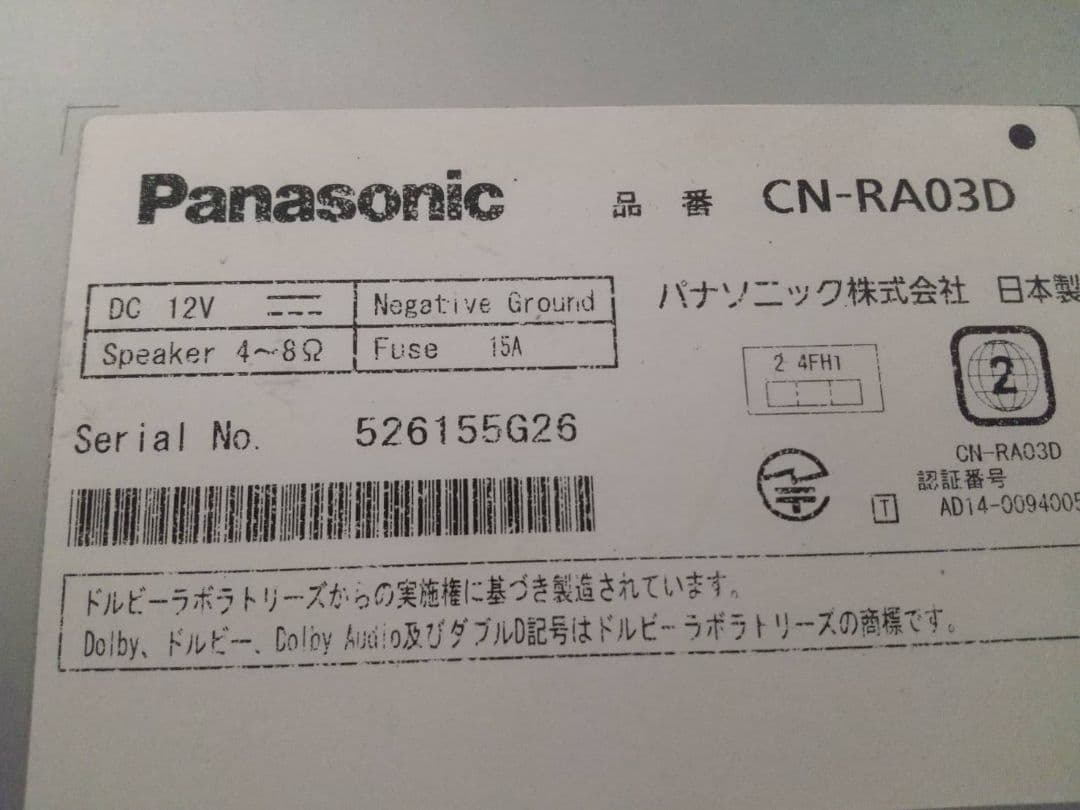 Panasonic 品番 CN-RA03D
DC 12V Negative Ground
Speaker 4~8Ω Fuse 15A
パナソニック株式会社 日本製
2.4FH1
2
Serial No. 526155G26
CN-RA03D
認証番号
T AD14-0094005
ドルビーラボラトリーズからの実施権に基づき製造されています。
Dolby、ドルビー、Dolby Audio及びダブルD記号はドルビーラボラトリーズの商標です。